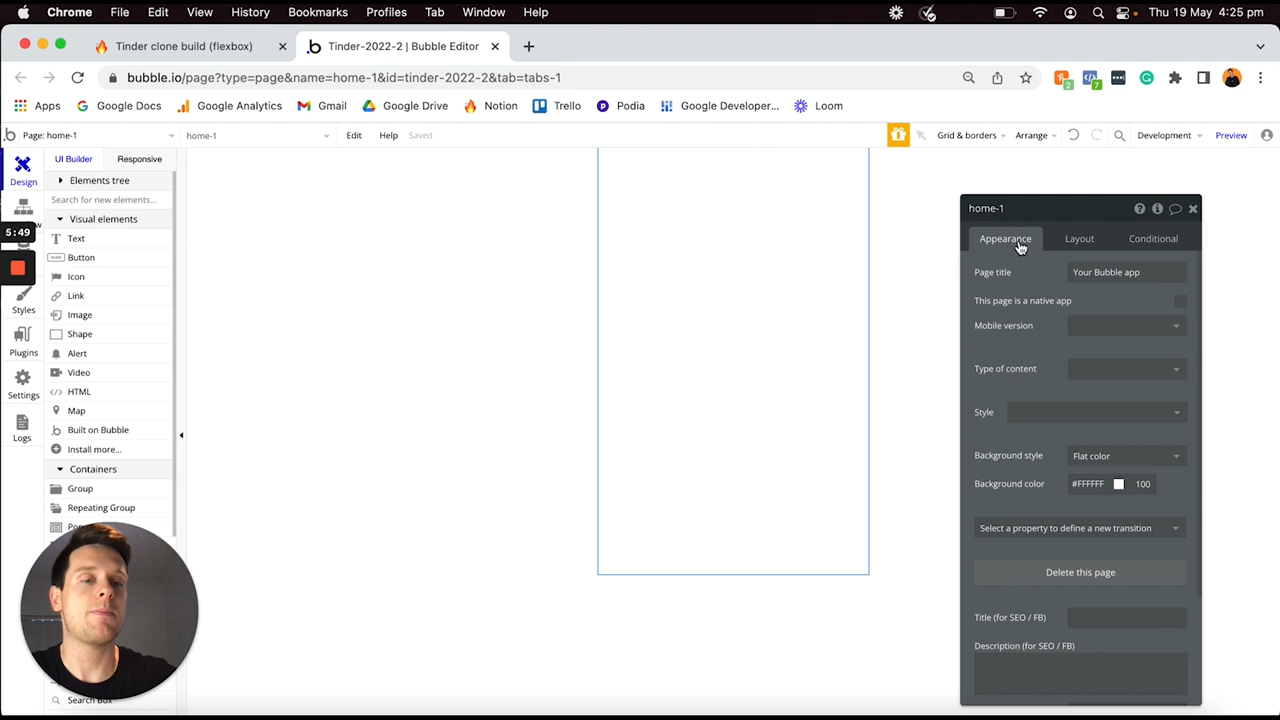 Chrome File Edit View History Bookmarks Profiles Tab Window Help Thu 19 May 4:25 pm
Tinder clone build (flexbox) Tinder-2022-2 | Bubble Editor
bubble.io/page?type=page&name=home-1&id=tinder-2022-2&tab=tabs-1 2 7
Apps Google Docs Google Analytics Gmail Google Drive Notion Trello Podia Google Developer... Loom
Page: home-1 home-1 Edit Help Saved Grid & borders Arrange Development Preview
UI Builder Responsive
Design
Elements tree
Search for new elements...
Visual elements
5:49
Text
Button
Icon
Link
Styles
Image
Shape
Plugins
Alert
Video
Settings
HTML
Map
Logs
Built on Bubble
Install more...
Containers
Group
Repeating Group
Search Box
home-1
Appearance Layout Conditional
Page title Your Bubble app
This page is a native app
Mobile version
Type of content
Style
Background style Flat color
Background color #FFFFFF 100
Select a property to define a new transition
Delete this page
Title (for SEO / FB)
Description (for SEO / FB)